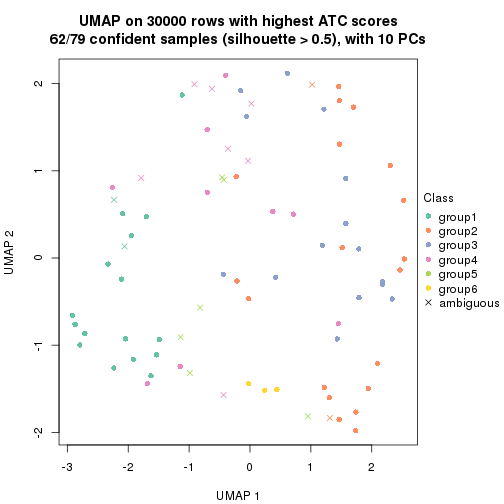 UMAP on 30000 rows with highest ATC scores
62/79 confident samples (silhouette > 0.5), with 10 PCs
2
1
0
-1
-2
UMAP 2
-3
-2
-1
0
1
2
UMAP 1
Class
group1
group2
group3
group4
group5
group6
ambiguous